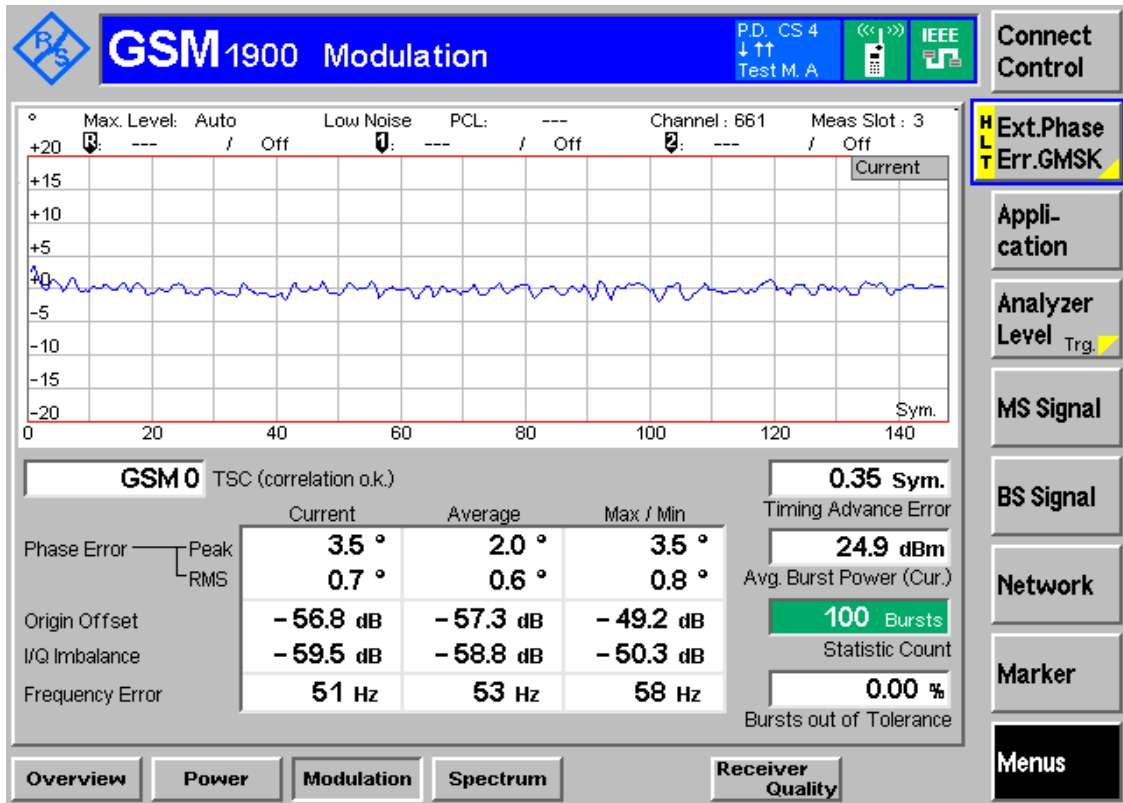 R/S GSM 1900 Modulation P.D. CS 4 ↓ ↑↑ Test M. A IEEE
Connect Control
° Max. Level: Auto Low Noise PCL: --- Channel : 661 Meas Slot : 3
+20 R: --- / Off 1: --- / Off 2: --- / Off
Current
+15
+10
+5
+0
-5
-10
-15
-20 Sym.
0 20 40 60 80 100 120 140
GSM 0 TSC (correlation o.k.)
0.35 Sym.
Timing Advance Error
Current Average Max / Min
Phase Error Peak 3.5 ° 2.0 ° 3.5 °
24.9 dBm
RMS 0.7 ° 0.6 ° 0.8 °
Avg. Burst Power (Cur.)
Origin Offset – 56.8 dB – 57.3 dB – 49.2 dB
100 Bursts
Statistic Count
I/Q Imbalance – 59.5 dB – 58.8 dB – 50.3 dB
Frequency Error 51 Hz 53 Hz 58 Hz
0.00 %
Bursts out of Tolerance
HLT Ext.Phase Err.GMSK
Appli-
cation
Analyzer
Level Trg.
MS Signal
BS Signal
Network
Marker
Menus
Overview Power Modulation Spectrum Receiver Quality